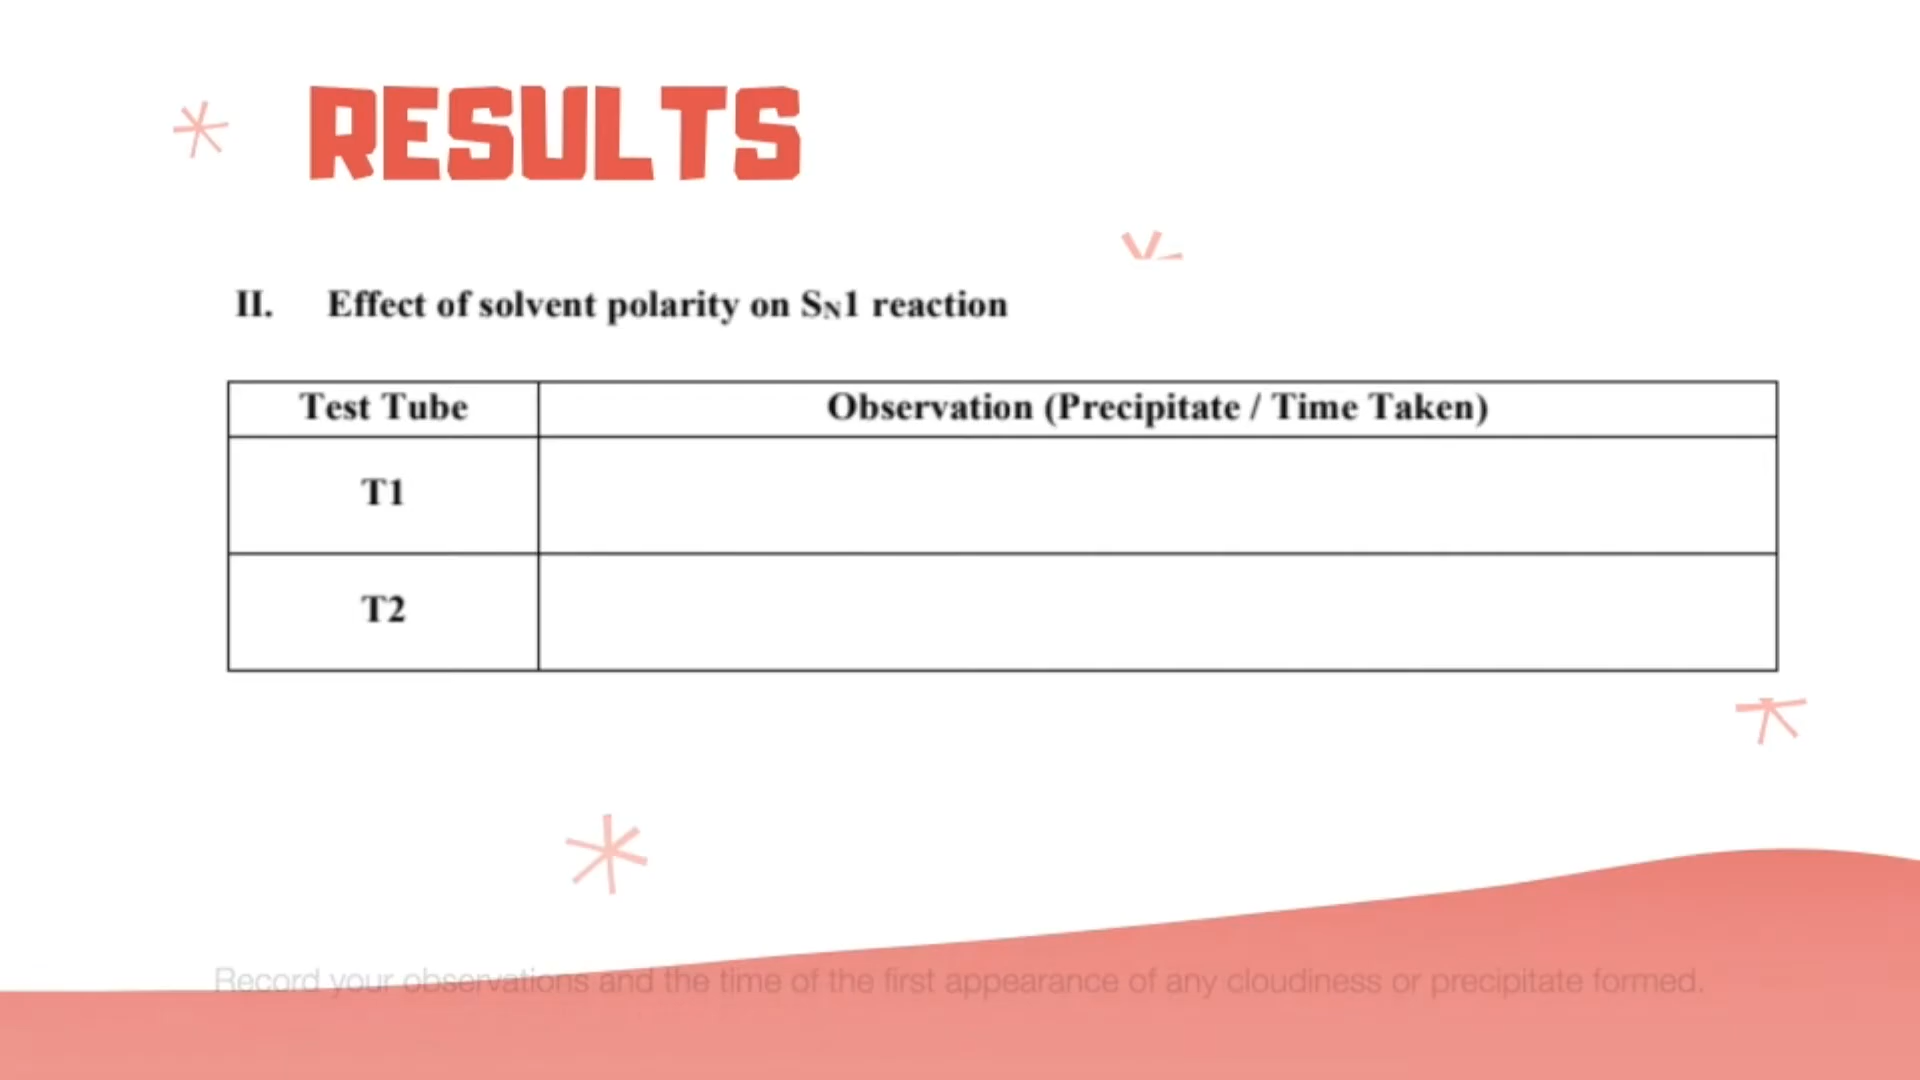 RESULTS
II. Effect of solvent polarity on SN1 reaction
Test Tube Observation (Precipitate / Time Taken)
T1
T2
Record your observations and the time of the first appearance of any cloudiness or precipitate formed.